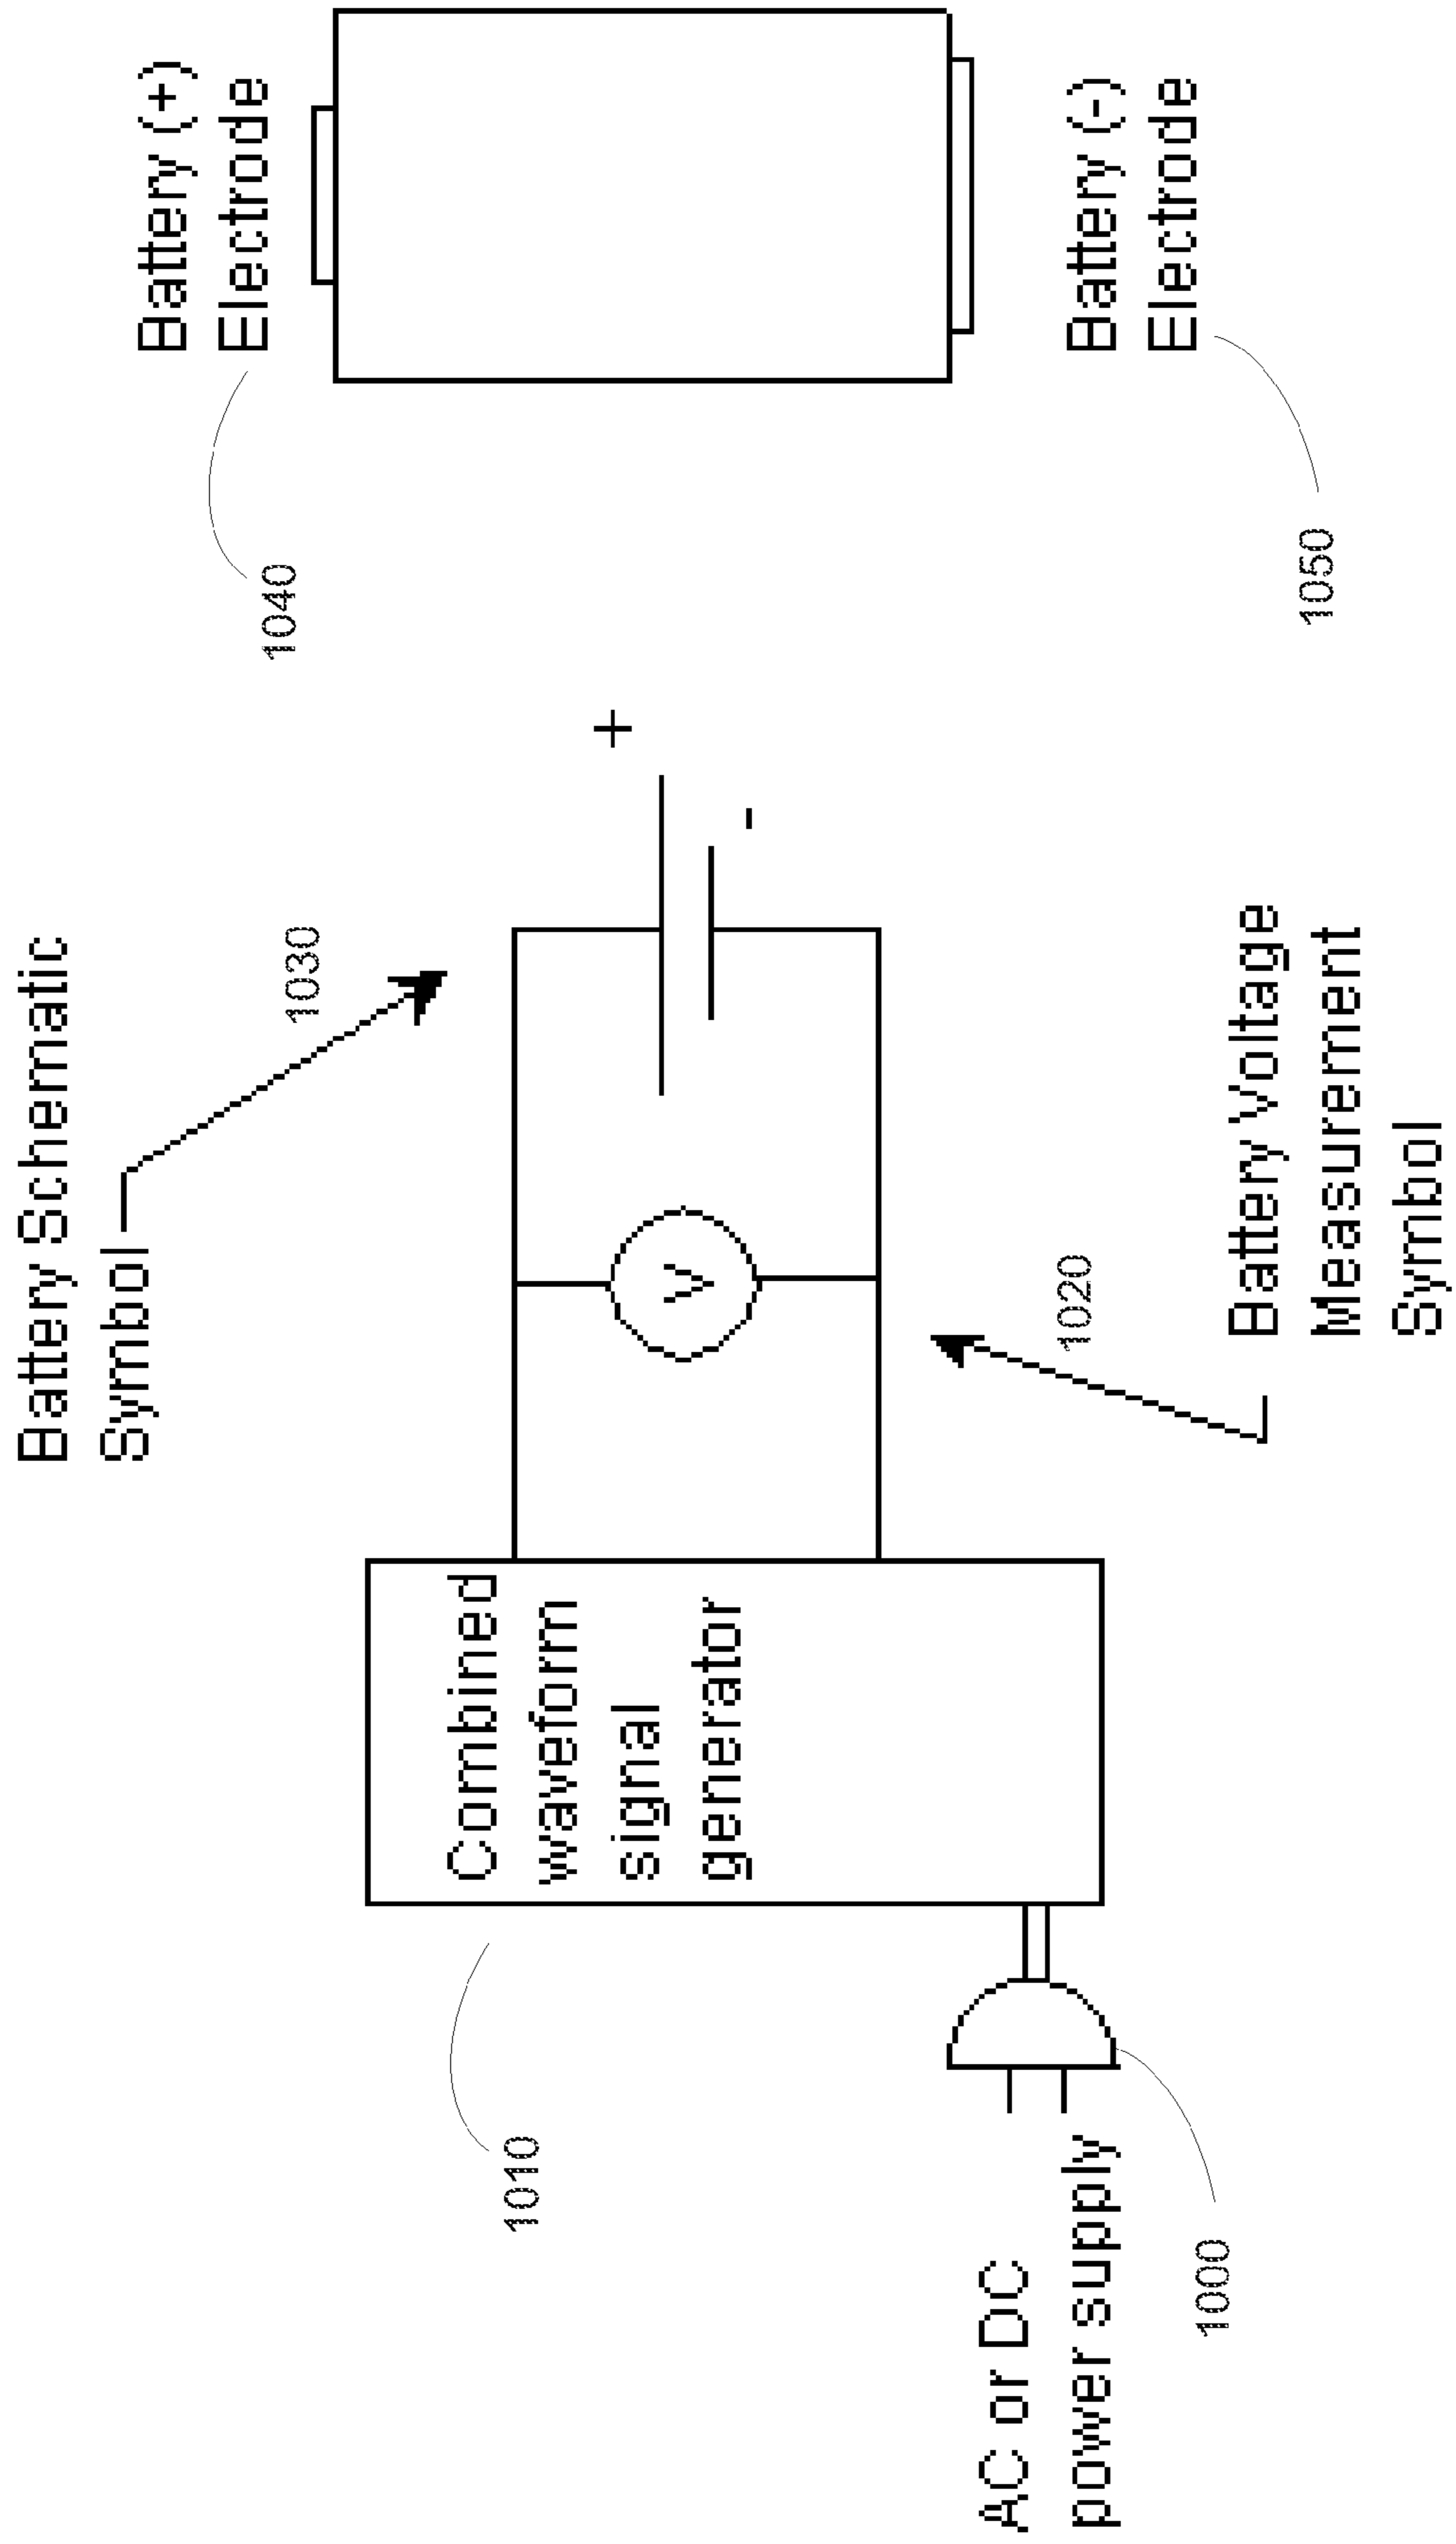 Battery Schematic
Symbol
1030
+
-
V
1020
Battery Voltage
Measurement
Symbol
Combined
waveform
signal
generator
1010
AC or DC
power supply
1000
Battery (+)
Electrode
1040
Battery (-)
Electrode
1050